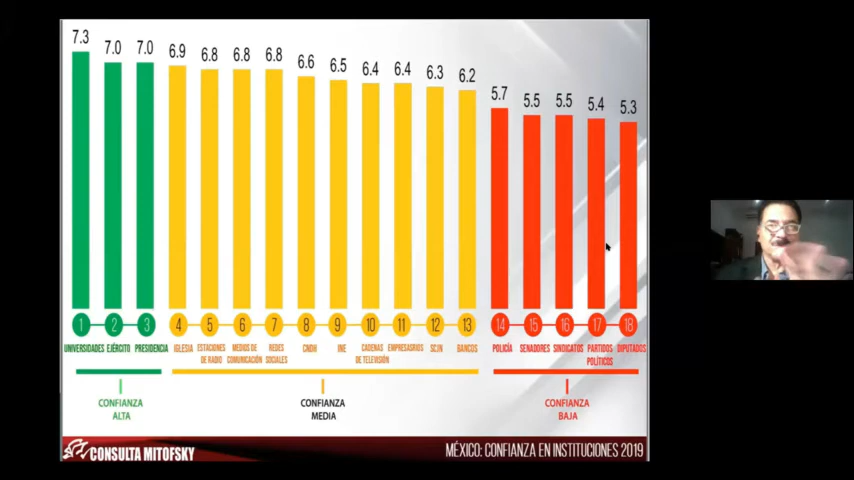 7.3 7.0 7.0 6.9 6.8 6.8 6.8 6.6 6.5 6.4 6.4 6.3 6.2 5.7 5.5 5.5 5.4 5.3
1 2 3 4 5 6 7 8 9 10 11 12 13 14 15 16 17 18
UNIVERSIDADES
EJÉRCITO
PRESIDENCIA
IGLESIA
ESTACIONES
DE RADIO
MEDIOS DE
COMUNICACIÓN
REDES
SOCIALES
CNDH
INE
CADENAS
DE TELEVISIÓN
EMPRESARIOS
SCJN
BANCOS
POLICÍA
SENADORES
SINDICATOS
PARTIDOS
POLÍTICOS
DIPUTADOS
CONFIANZA
ALTA
CONFIANZA
MEDIA
CONFIANZA
BAJA
CONSULTA MITOFSKY
MÉXICO: CONFIANZA EN INSTITUCIONES 2019